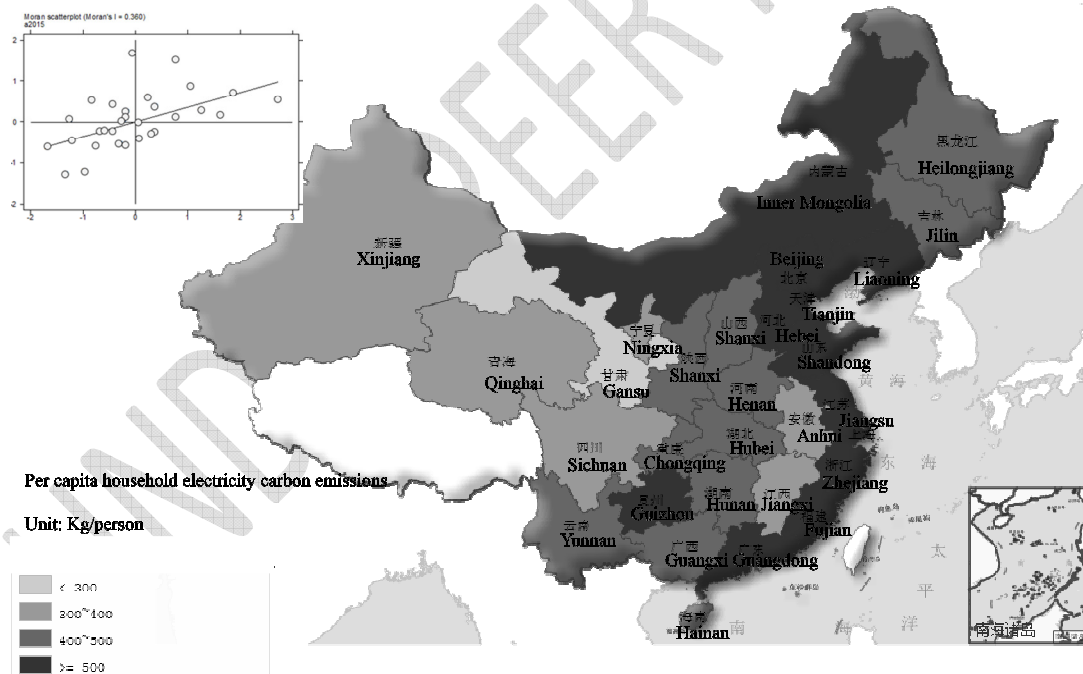 Moran scatterplot (Moran's I = 0.360)
a2015
2
1
0
-1
-2
-2
-1
0
1
2
3
黑龙江
Heilongjiang
内蒙古
Inner Mongolia
吉林
Jilin
新疆
Xinjiang
Beijing
北京
辽宁
Liaoning
天津
Tianjin
渤
宁夏
Ningxia
山西
Shanxi
河北
Hebei
山东
Shandong
青海
Qinghai
甘肃
Gansu
陕西
Shanxi
黄 海
河南
Henan
安徽
Anhui
江苏
Jiangsu
上海
四川
Sichuan
重庆
Chongqing
湖北
Hubei
浙江
Zhejiang
东 海
Per capita household electricity carbon emissions
Unit: Kg/person
贵州
Guizhou
湖南
Hunan
江西
Jiangxi
福建
Fujian
云南
Yunnan
广西
Guangxi
广东
Guangdong
太
平
洋
海南
Hainan
南
海
南海诸岛
< 300
300~400
400~500
>= 500